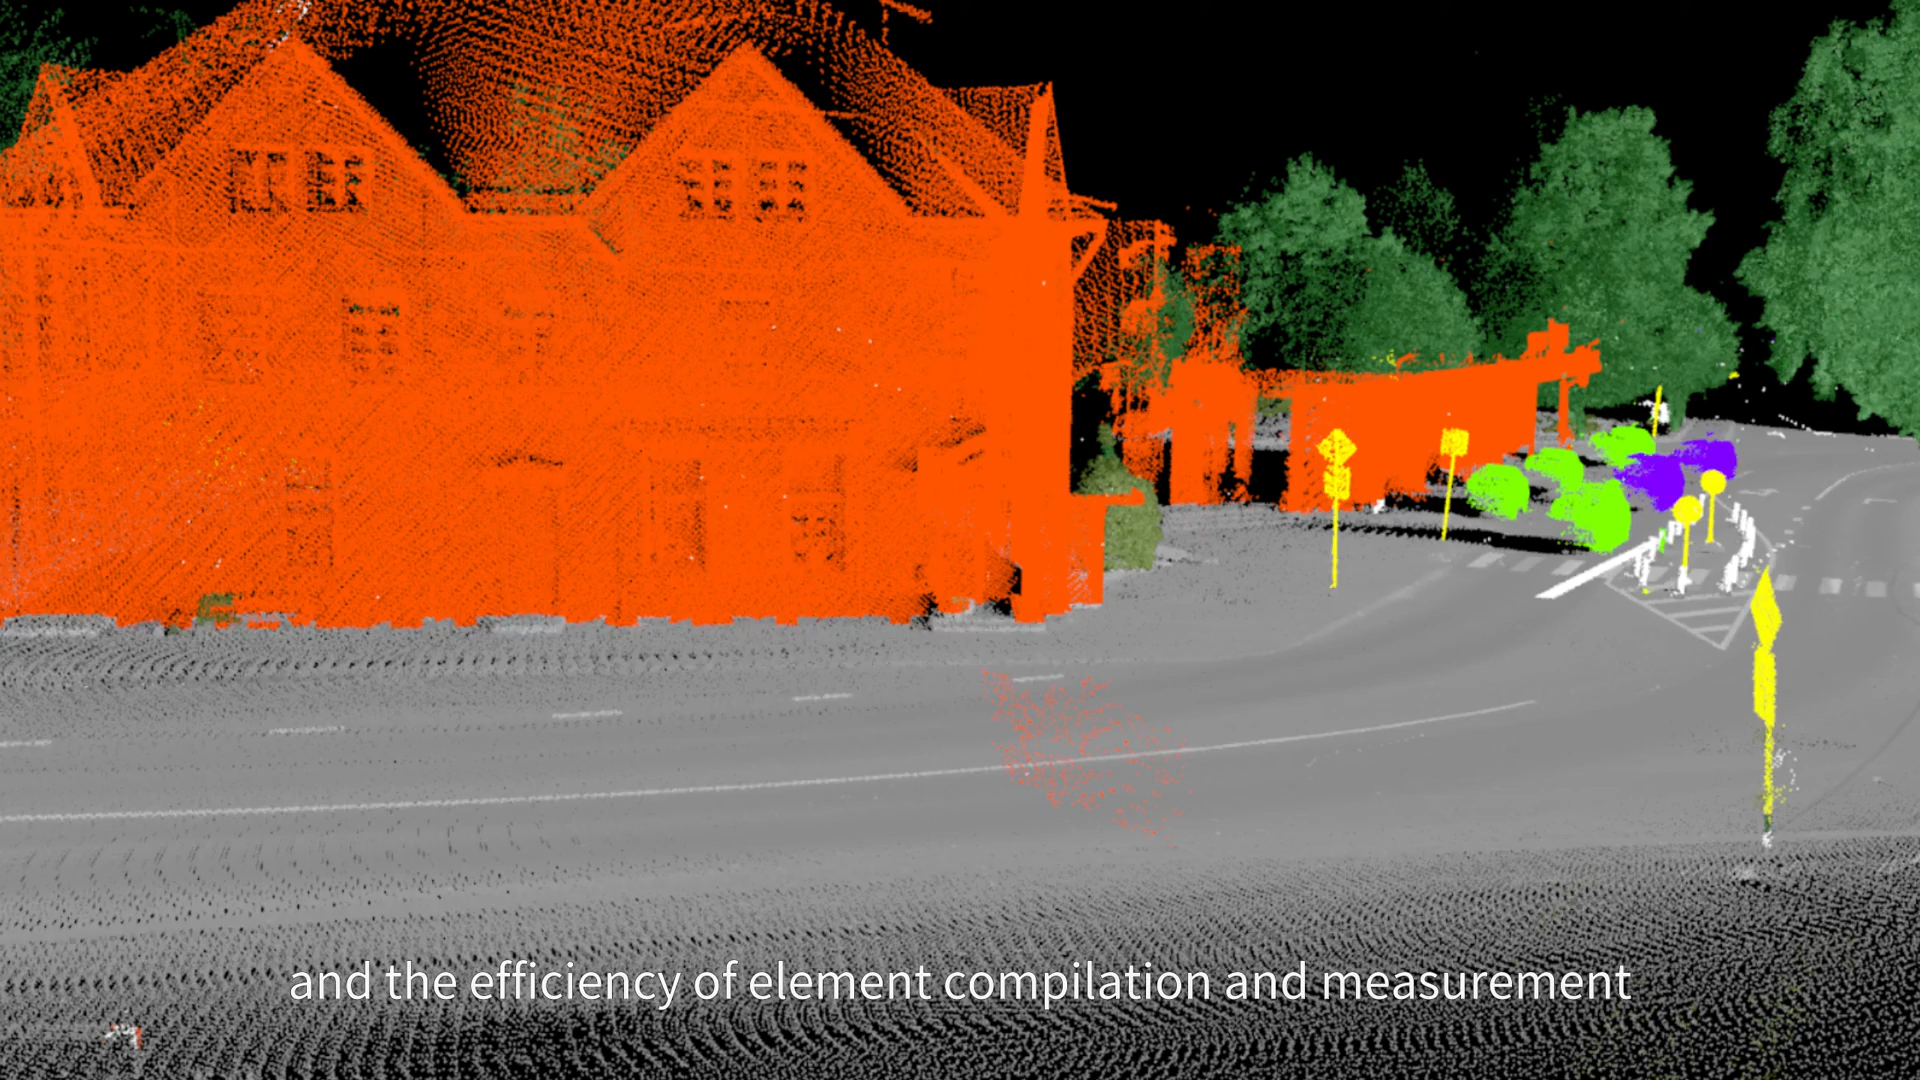 and the efficiency of element compilation and measurement